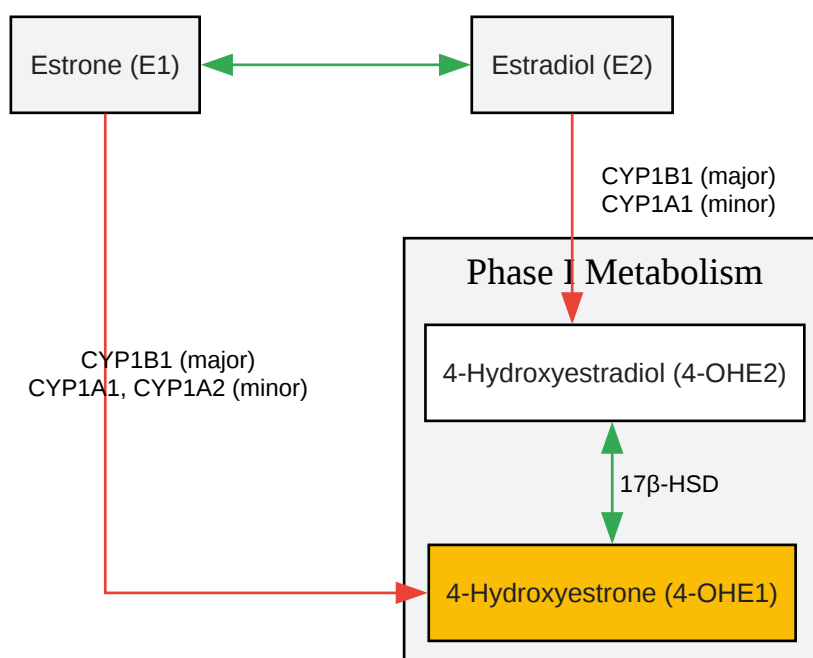 Estrone (E1)
Estradiol (E2)
CYP1B1 (major)
CYP1A1 (minor)
Phase I Metabolism
4-Hydroxyestradiol (4-OHE2)
CYP1B1 (major)
CYP1A1, CYP1A2 (minor)
17β-HSD
4-Hydroxyestrone (4-OHE1)